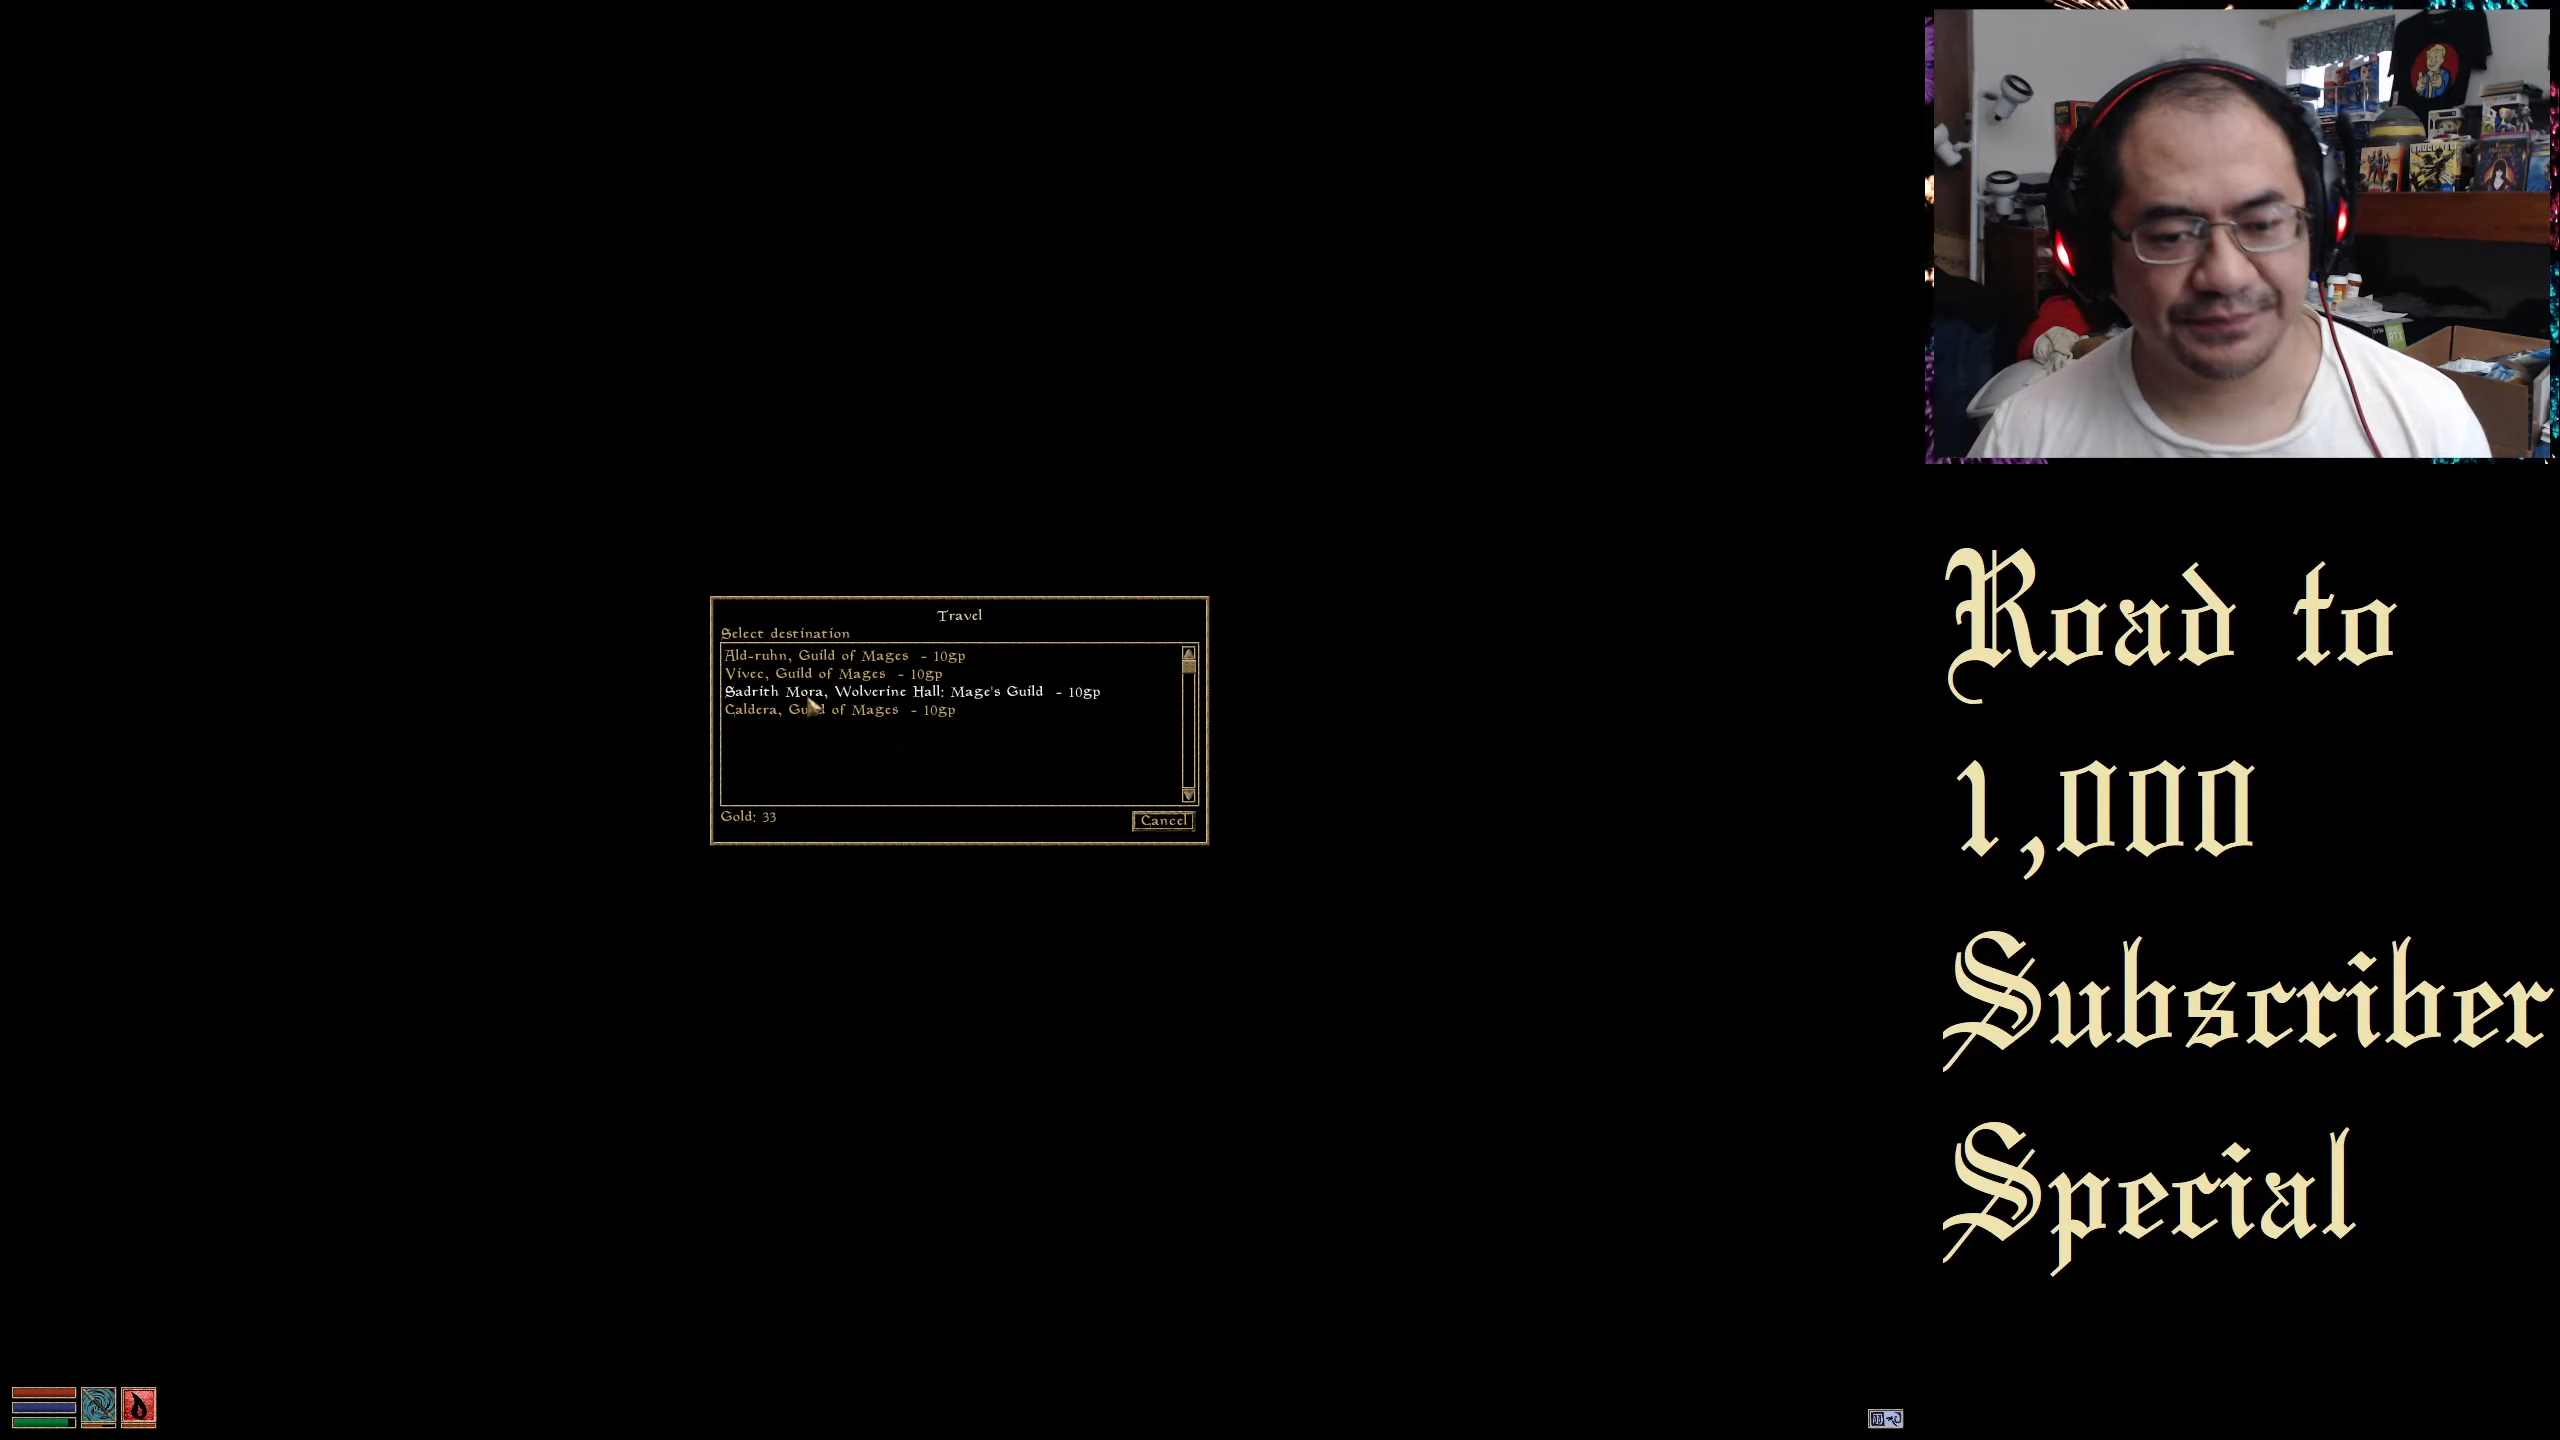 Travel
Select destination
Ald-ruhn, Guild of Mages - 10gp
Vivec, Guild of Mages - 10gp
Sadrith Mora, Wolverine Hall: Mage's Guild - 10gp
Caldera, Guild of Mages - 10gp
Gold: 33
Cancel
Road to
1,000
Subscriber
Special